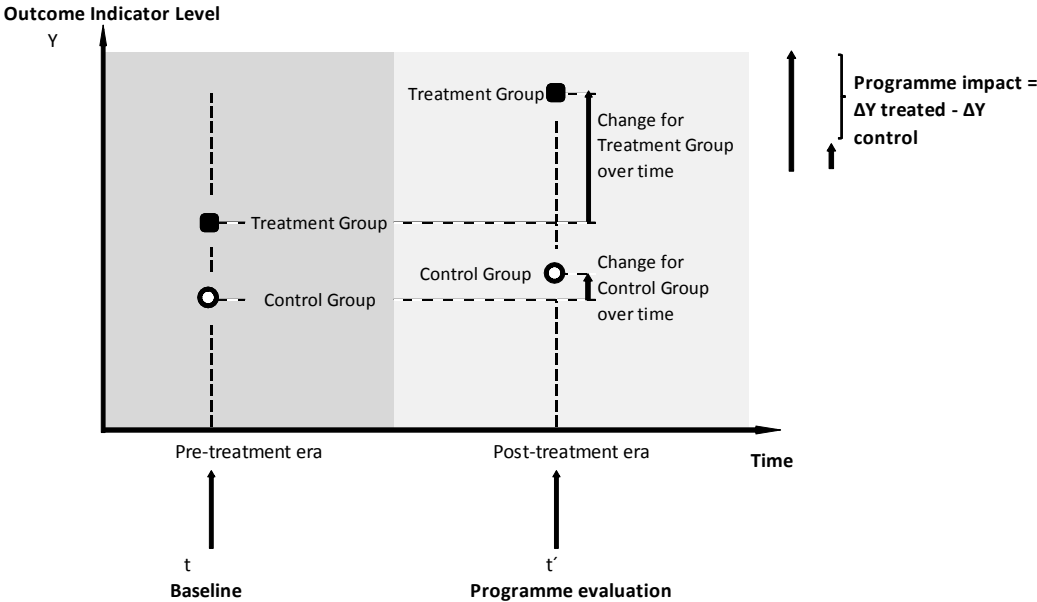 Outcome Indicator Level
Y
Treatment Group
Change for
Treatment Group
over time
Programme impact =
ΔY treated - ΔY
control
Treatment Group
Control Group
Change for
Control Group
over time
Control Group
Pre-treatment era
Post-treatment era
Time
t
Baseline
t´
Programme evaluation